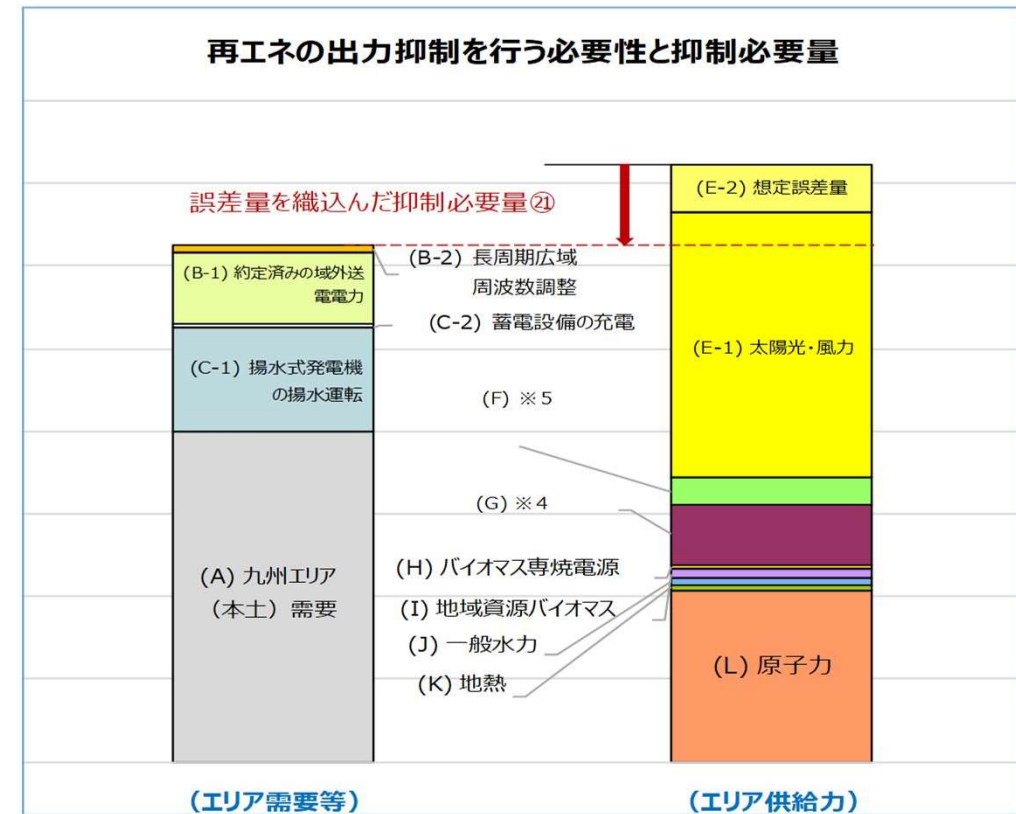 再エネの出力抑制を行う必要性と抑制必要量
誤差量を織込んだ抑制必要量㉑
(B-1) 約定済みの域外送
電電力
(C-1) 揚水式発電機
の揚水運転
(A) 九州エリア
(本土) 需要
(B-2) 長周期広域
周波数調整
(C-2) 蓄電設備の充電
(F) ※5
(G) ※4
(H) バイオマス専焼電源
(I) 地域資源バイオマス
(J) 一般水力
(K) 地熱
(E-2) 想定誤差量
(E-1) 太陽光・風力
(L) 原子力
(エリア需要等)
(エリア供給力)